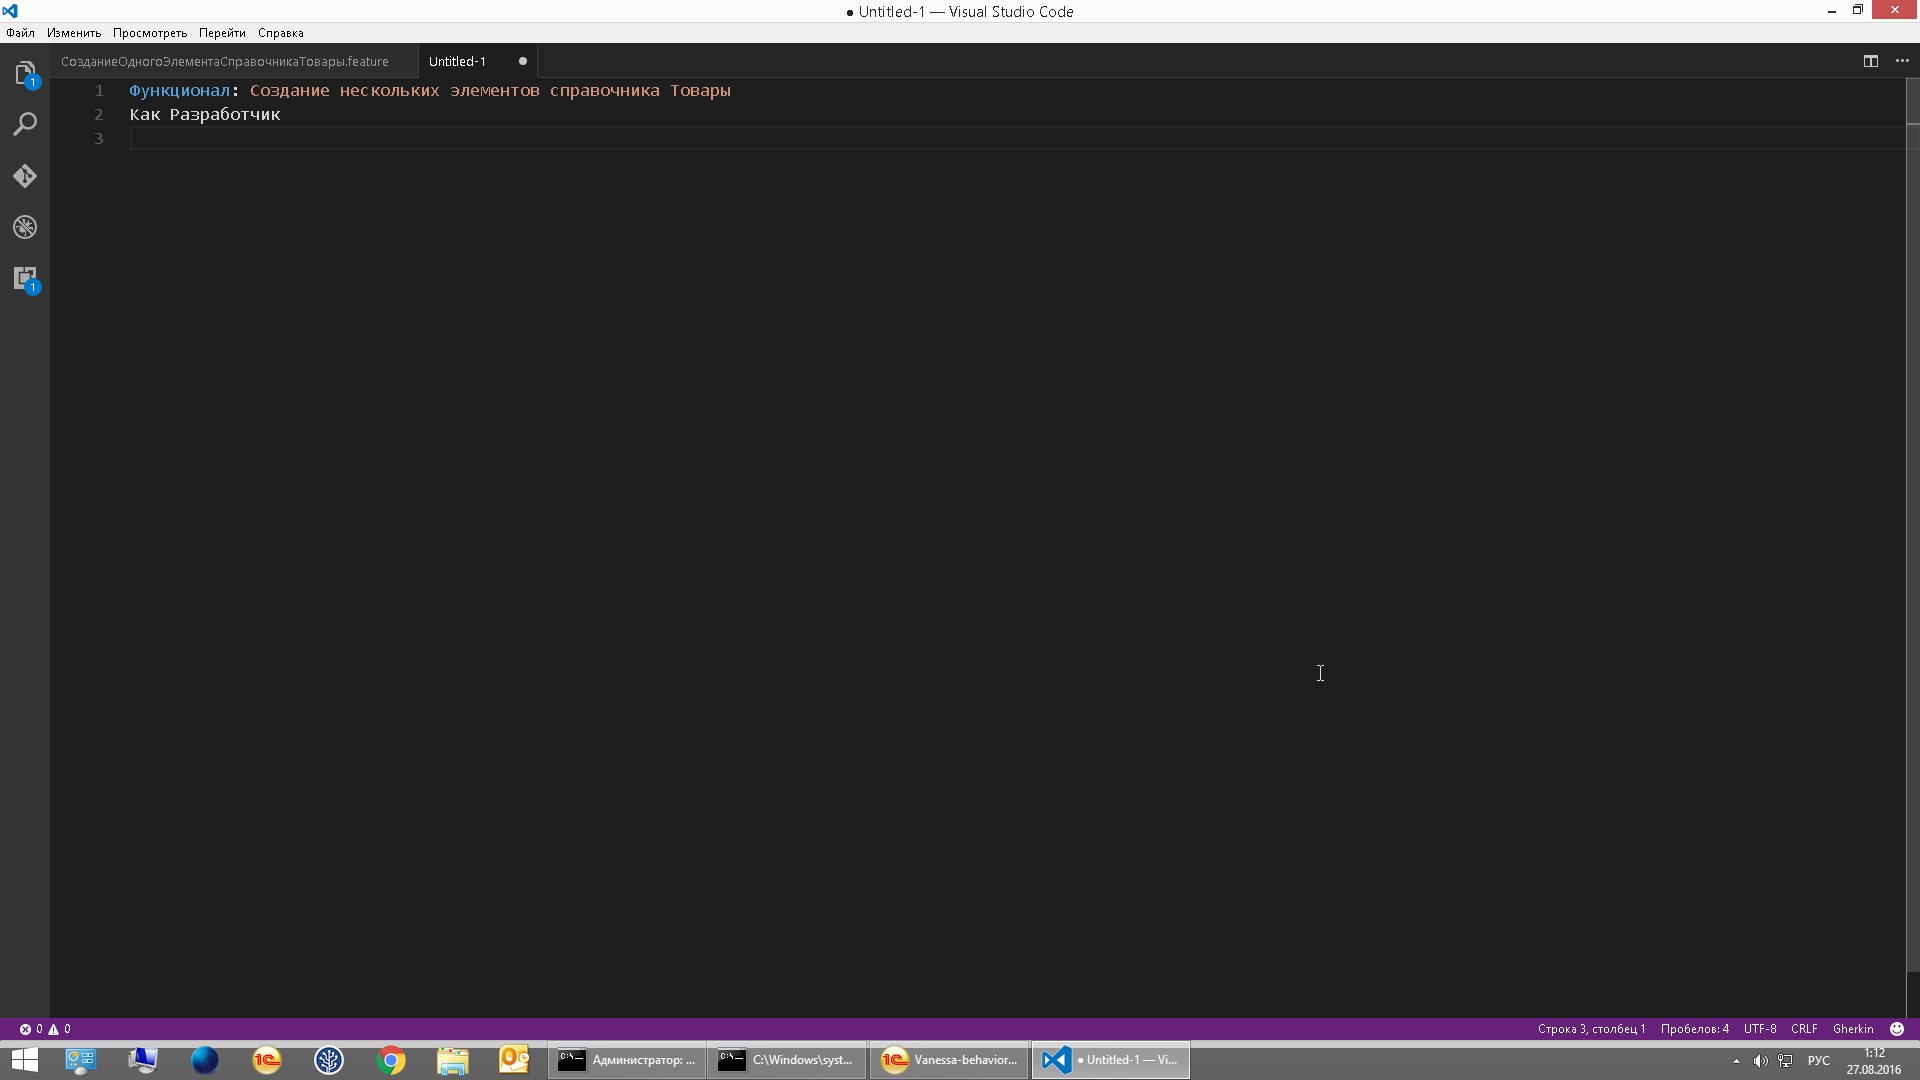 ● Untitled-1 — Visual Studio Code
Файл Изменить Просмотреть Перейти Справка
СозданиеОдногоЭлементаСправочникаТовары.feature Untitled-1 ●
1 Функционал: Создание нескольких элементов справочника Товары
2 Как Разработчик
3
1
1
0 0 Строка 3, столбец 1 Пробелов: 4 UTF-8 CRLF Gherkin
Администратор: ... C:\Windows\syst... Vanessa-behavior... ● Untitled-1 — Vi... РУС 1:12
27.08.2016